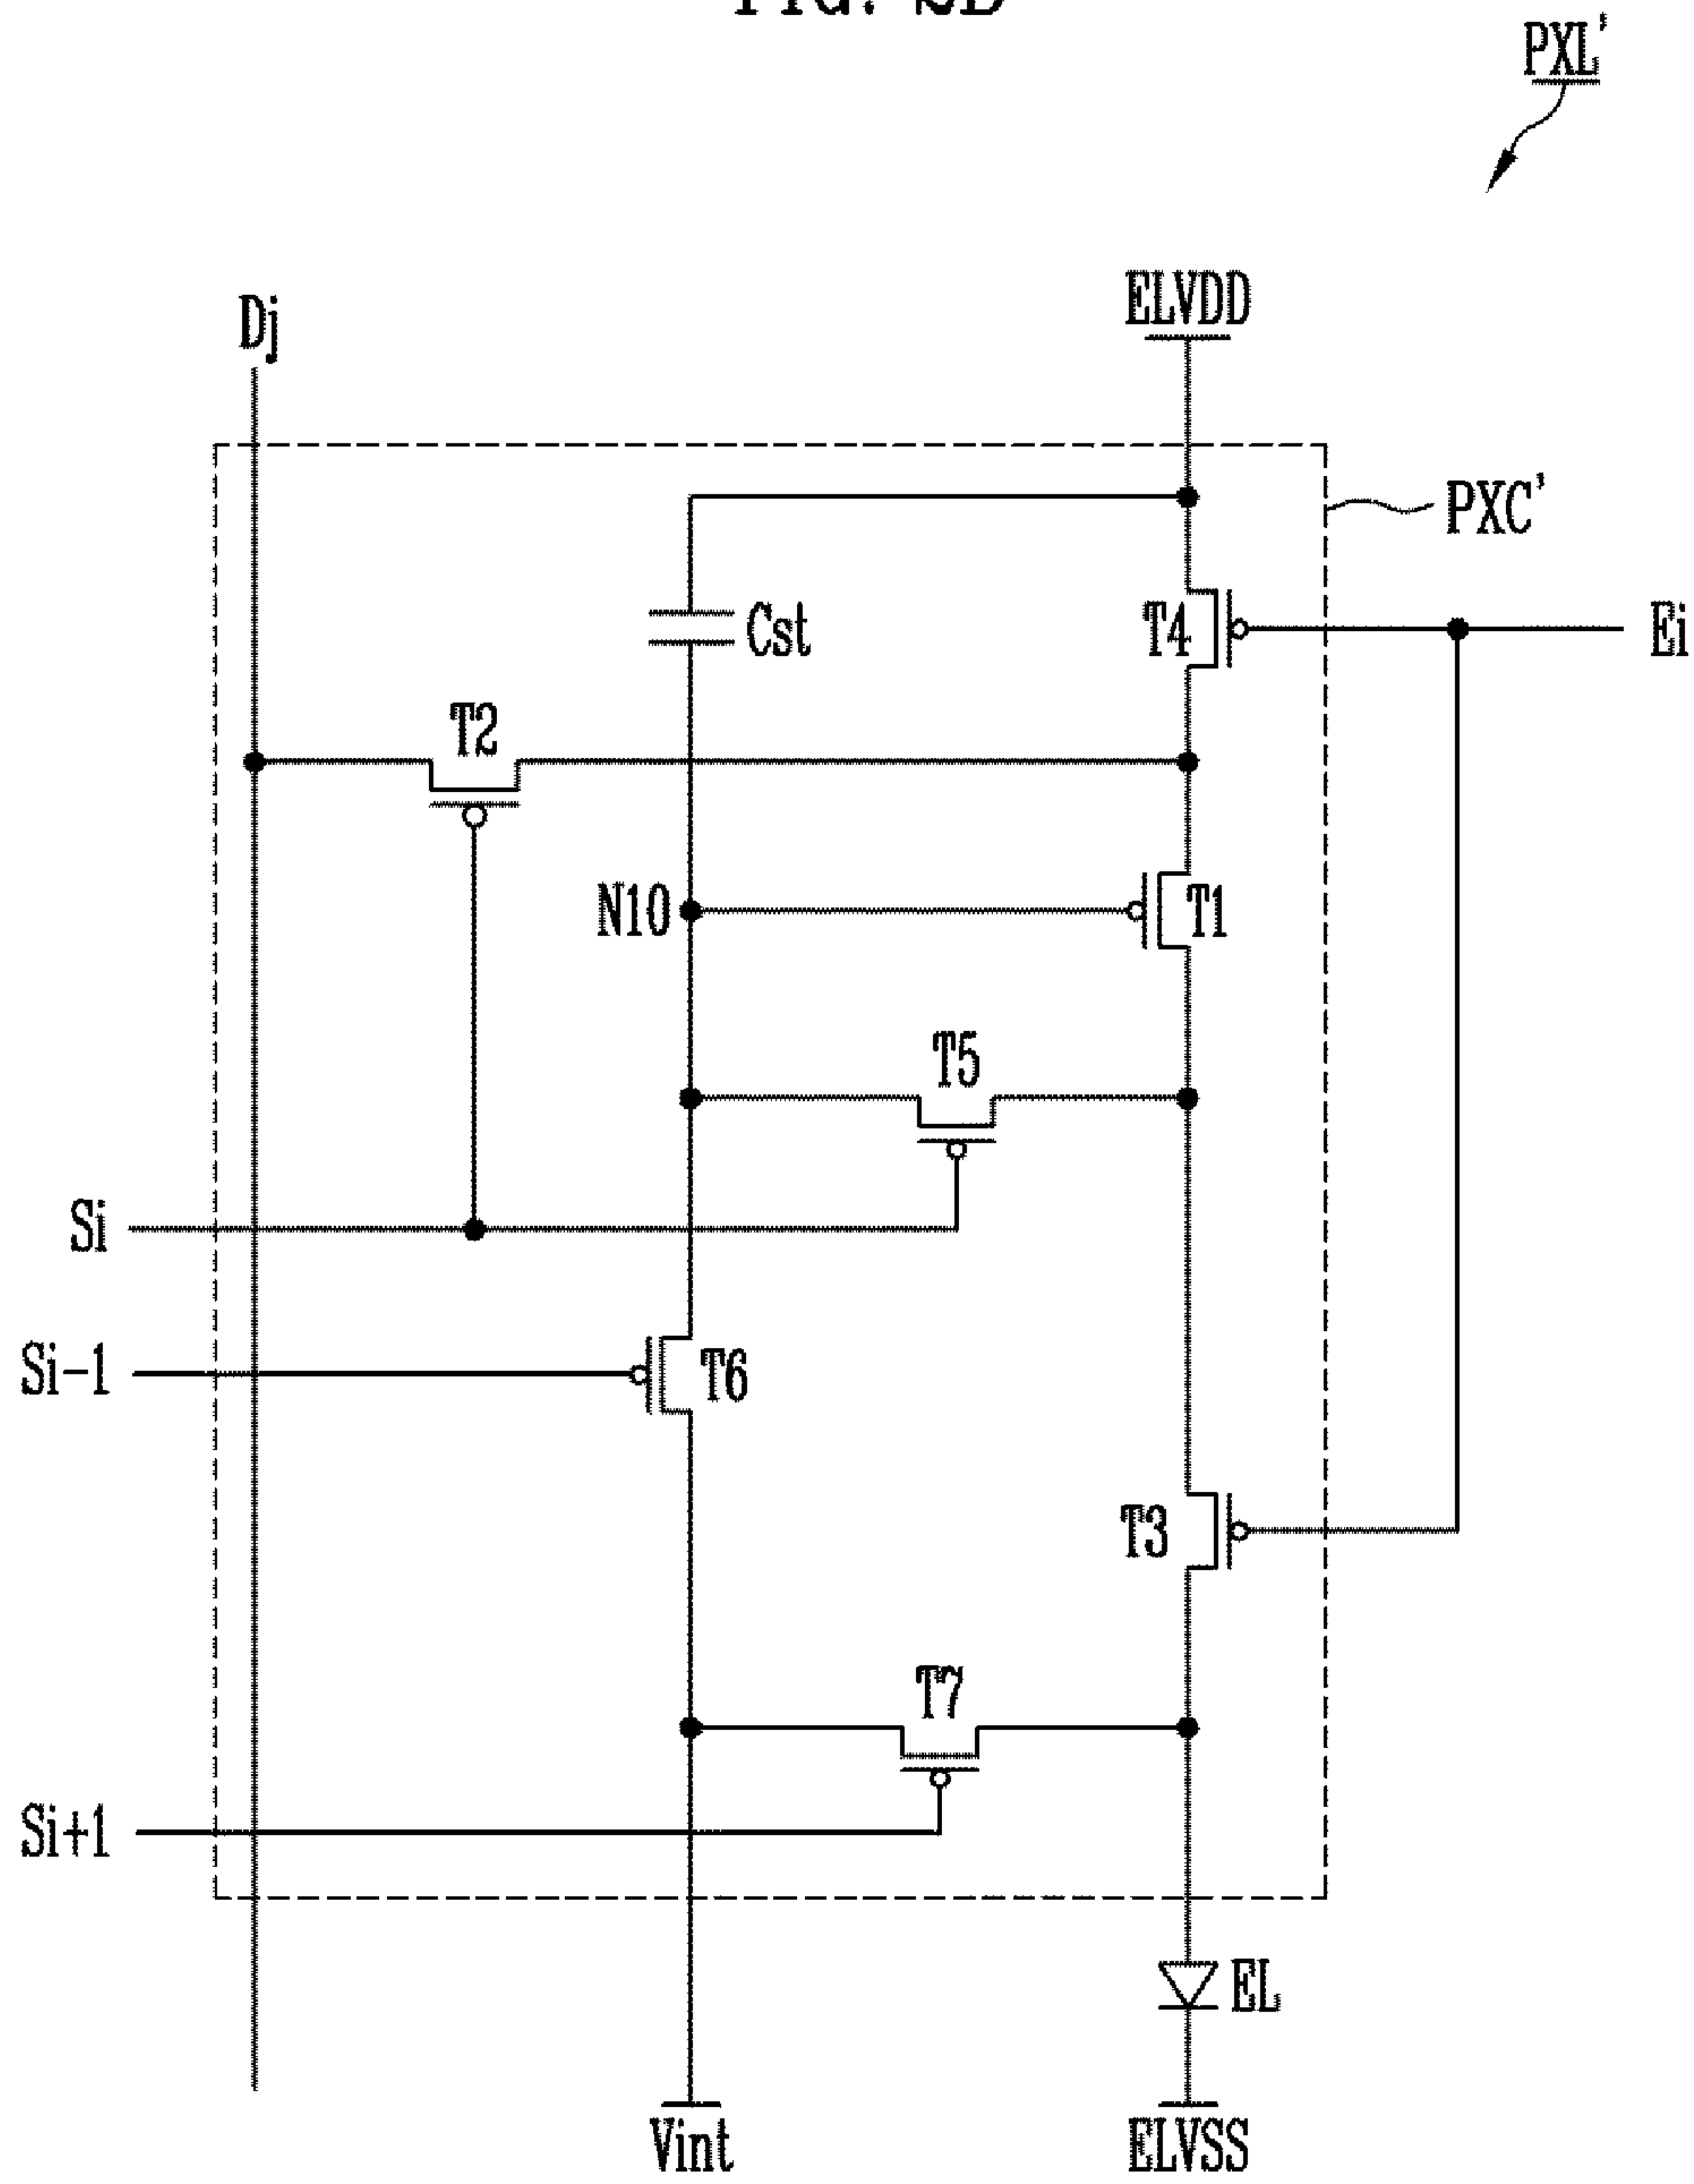 PXL'
Dj
ELVDD
PXC'
Cst
T4
Ei
T2
N10
T1
T5
Si
Si-1
T6
T3
T7
Si+1
EL
Vint
ELVSS